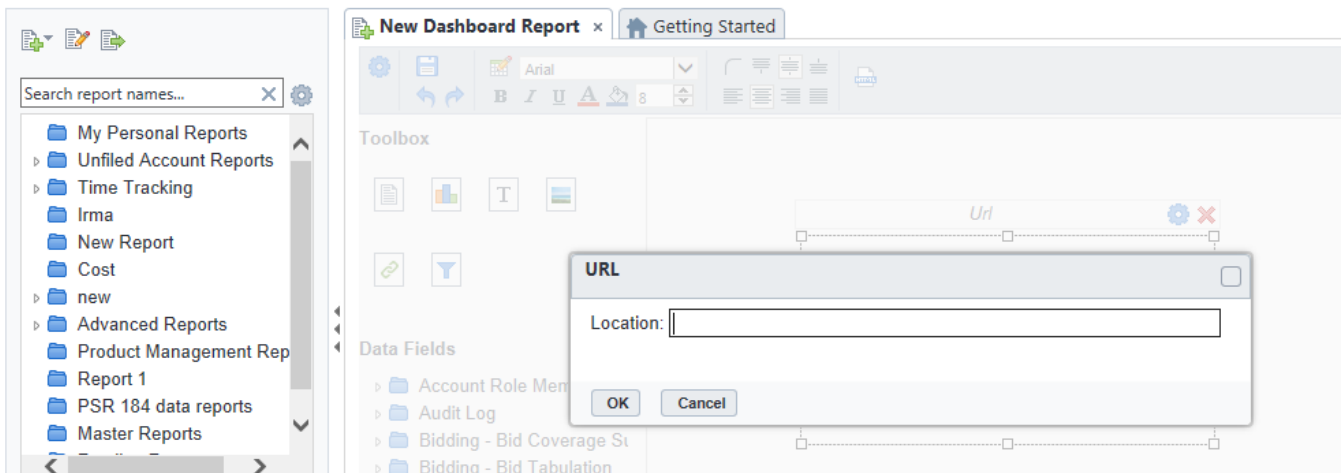 New Dashboard Report × Getting Started
Search report names...
My Personal Reports
Unfiled Account Reports
Time Tracking
Irma
New Report
Cost
new
Advanced Reports
Product Management Rep
Report 1
PSR 184 data reports
Master Reports
Arial
B I U A 8
Toolbox
T
Url
URL
Location:
OK Cancel
Data Fields
Account Role Mem
Audit Log
Bidding - Bid Coverage Su
Bidding - Bid Tabulation